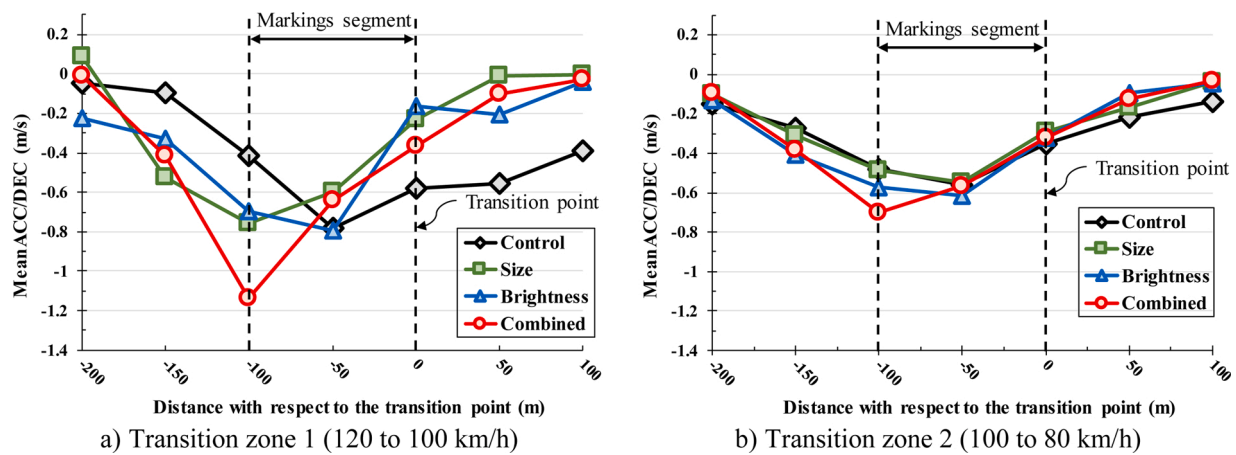 Markings segment
0.2
0
-0.2
-0.4
-0.6
-0.8
-1
-1.2
-1.4
Mean ACC/DEC (m/s)
Transition point
Control
Size
Brightness
Combined
-200
-150
-100
-50
0
50
100
Distance with respect to the transition point (m)
a) Transition zone 1 (120 to 100 km/h)
Markings segment
0.2
0
-0.2
-0.4
-0.6
-0.8
-1
-1.2
-1.4
Mean ACC/DEC (m/s)
Transition point
Control
Size
Brightness
Combined
-200
-150
-100
-50
0
50
100
Distance with respect to the transition point (m)
b) Transition zone 2 (100 to 80 km/h)